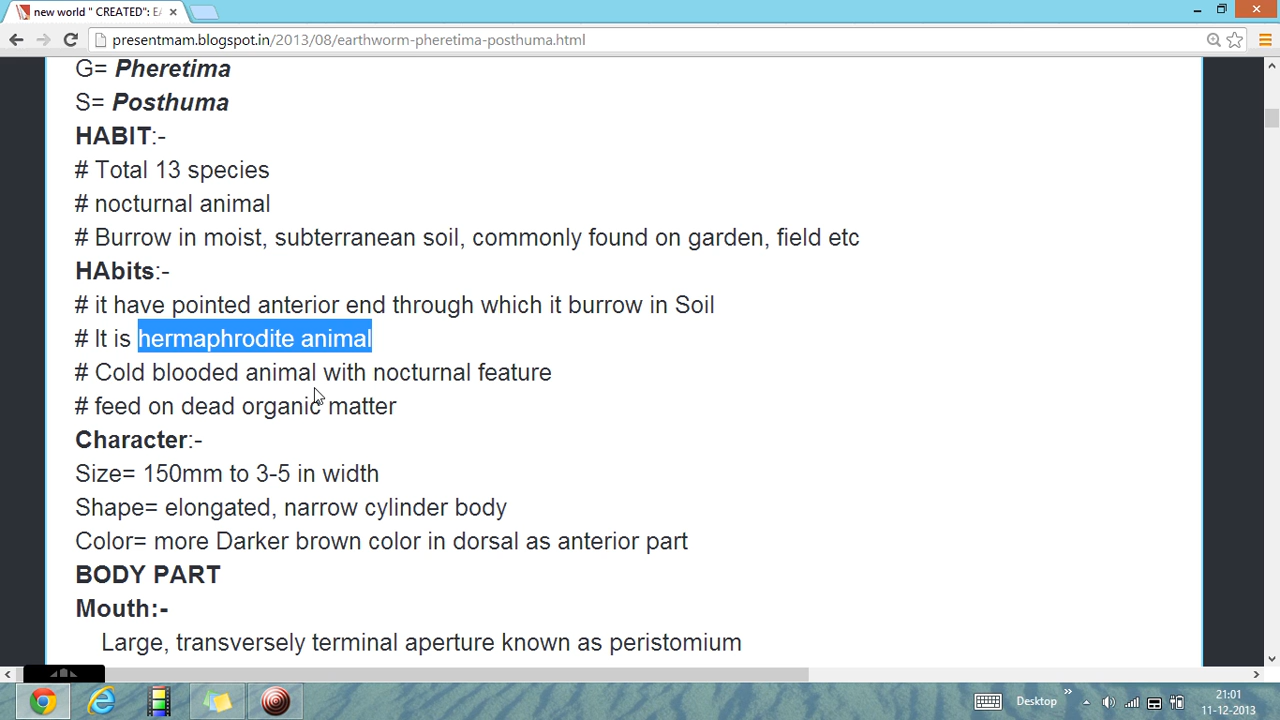 new world " CREATED": EA
presentmam.blogspot.in/2013/08/earthworm-pheretima-posthuma.html
G= Pheretima
S= Posthuma
HABIT:-
# Total 13 species
# nocturnal animal
# Burrow in moist, subterranean soil, commonly found on garden, field etc
HAbits:-
# it have pointed anterior end through which it burrow in Soil
# It is hermaphrodite animal
# Cold blooded animal with nocturnal feature
# feed on dead organic matter
Character:-
Size= 150mm to 3-5 in width
Shape= elongated, narrow cylinder body
Color= more Darker brown color in dorsal as anterior part
BODY PART
Mouth:-
Large, transversely terminal aperture known as peristomium
Desktop
21:01
11-12-2013